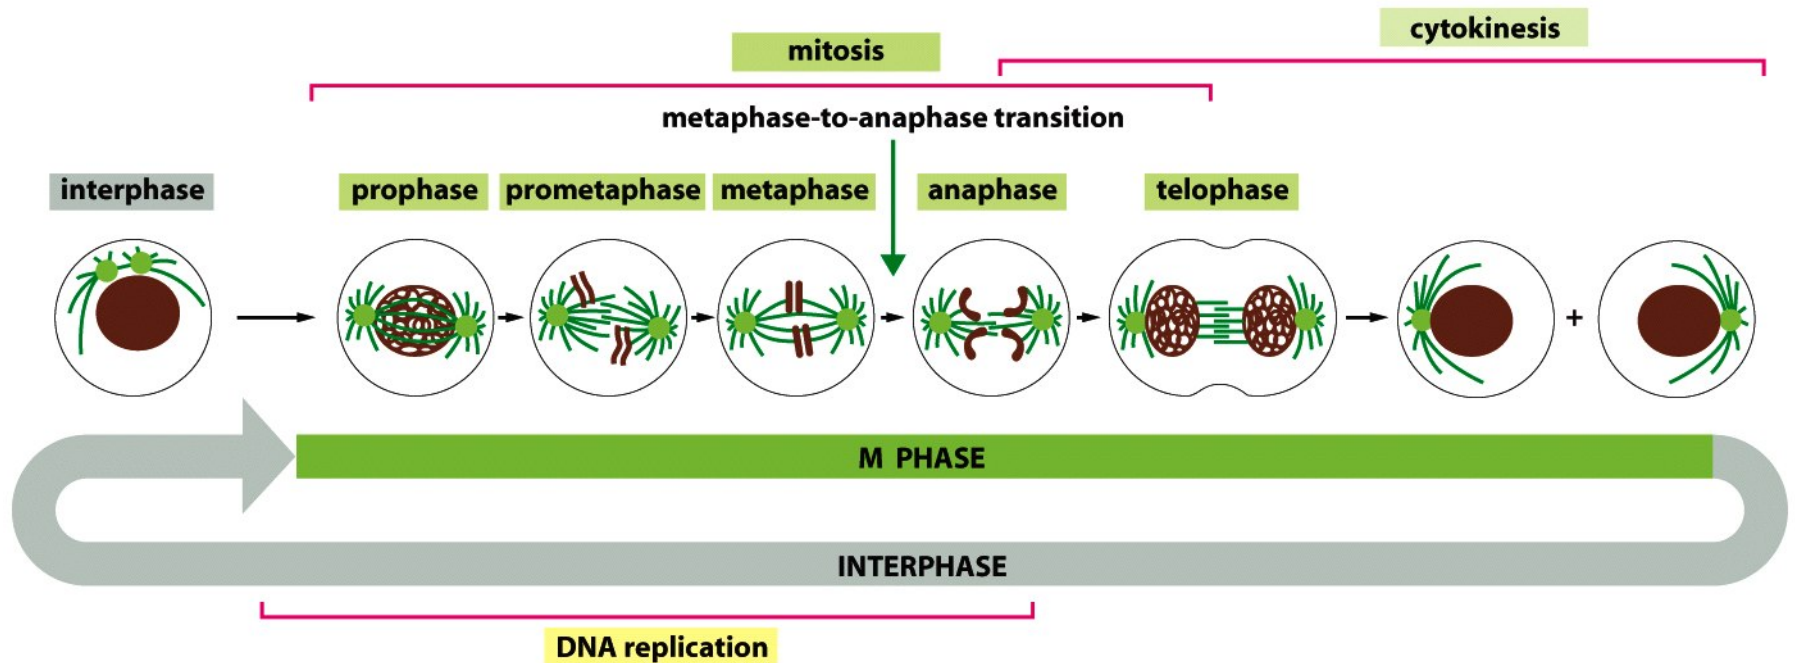 cytokinesis
mitosis
metaphase-to-anaphase transition
interphase
prophase
prometaphase
metaphase
anaphase
telophase
+
M PHASE
INTERPHASE
DNA replication